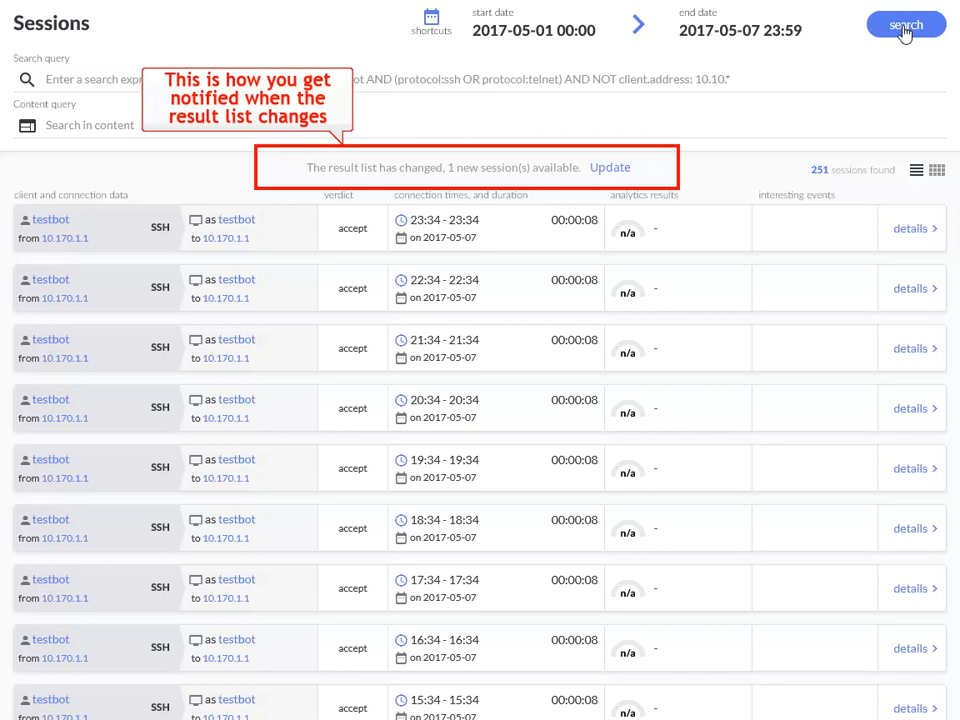 Sessions
shortcuts
start date
2017-05-01 00:00
end date
2017-05-07 23:59
search
Search query
Enter a search expr
ot AND (protocol:ssh OR protocol:telnet) AND NOT client.address: 10.10.*
This is how you get
notified when the
result list changes
Content query
Search in content
The result list has changed, 1 new session(s) available. Update
251 sessions found
client and connection data verdict connection times, and duration analytics results interesting events
testbot SSH as testbot accept 23:34 - 23:34 00:00:08 n/a - details >
from 10.170.1.1 to 10.170.1.1 on 2017-05-07
testbot SSH as testbot accept 22:34 - 22:34 00:00:08 n/a - details >
from 10.170.1.1 to 10.170.1.1 on 2017-05-07
testbot SSH as testbot accept 21:34 - 21:34 00:00:08 n/a - details >
from 10.170.1.1 to 10.170.1.1 on 2017-05-07
testbot SSH as testbot accept 20:34 - 20:34 00:00:08 n/a - details >
from 10.170.1.1 to 10.170.1.1 on 2017-05-07
testbot SSH as testbot accept 19:34 - 19:34 00:00:08 n/a - details >
from 10.170.1.1 to 10.170.1.1 on 2017-05-07
testbot SSH as testbot accept 18:34 - 18:34 00:00:08 n/a - details >
from 10.170.1.1 to 10.170.1.1 on 2017-05-07
testbot SSH as testbot accept 17:34 - 17:34 00:00:08 n/a - details >
from 10.170.1.1 to 10.170.1.1 on 2017-05-07
testbot SSH as testbot accept 16:34 - 16:34 00:00:08 n/a - details >
from 10.170.1.1 to 10.170.1.1 on 2017-05-07
testbot SSH as testbot accept 15:34 - 15:34 00:00:08 n/a - details >
from 10.170.1.1 to 10.170.1.1 on 2017-05-07